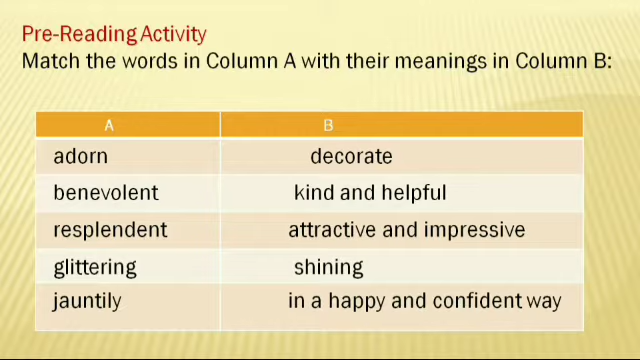 Pre-Reading Activity
Match the words in Column A with their meanings in Column B:
A B
adorn decorate
benevolent kind and helpful
resplendent attractive and impressive
glittering shining
jauntily in a happy and confident way